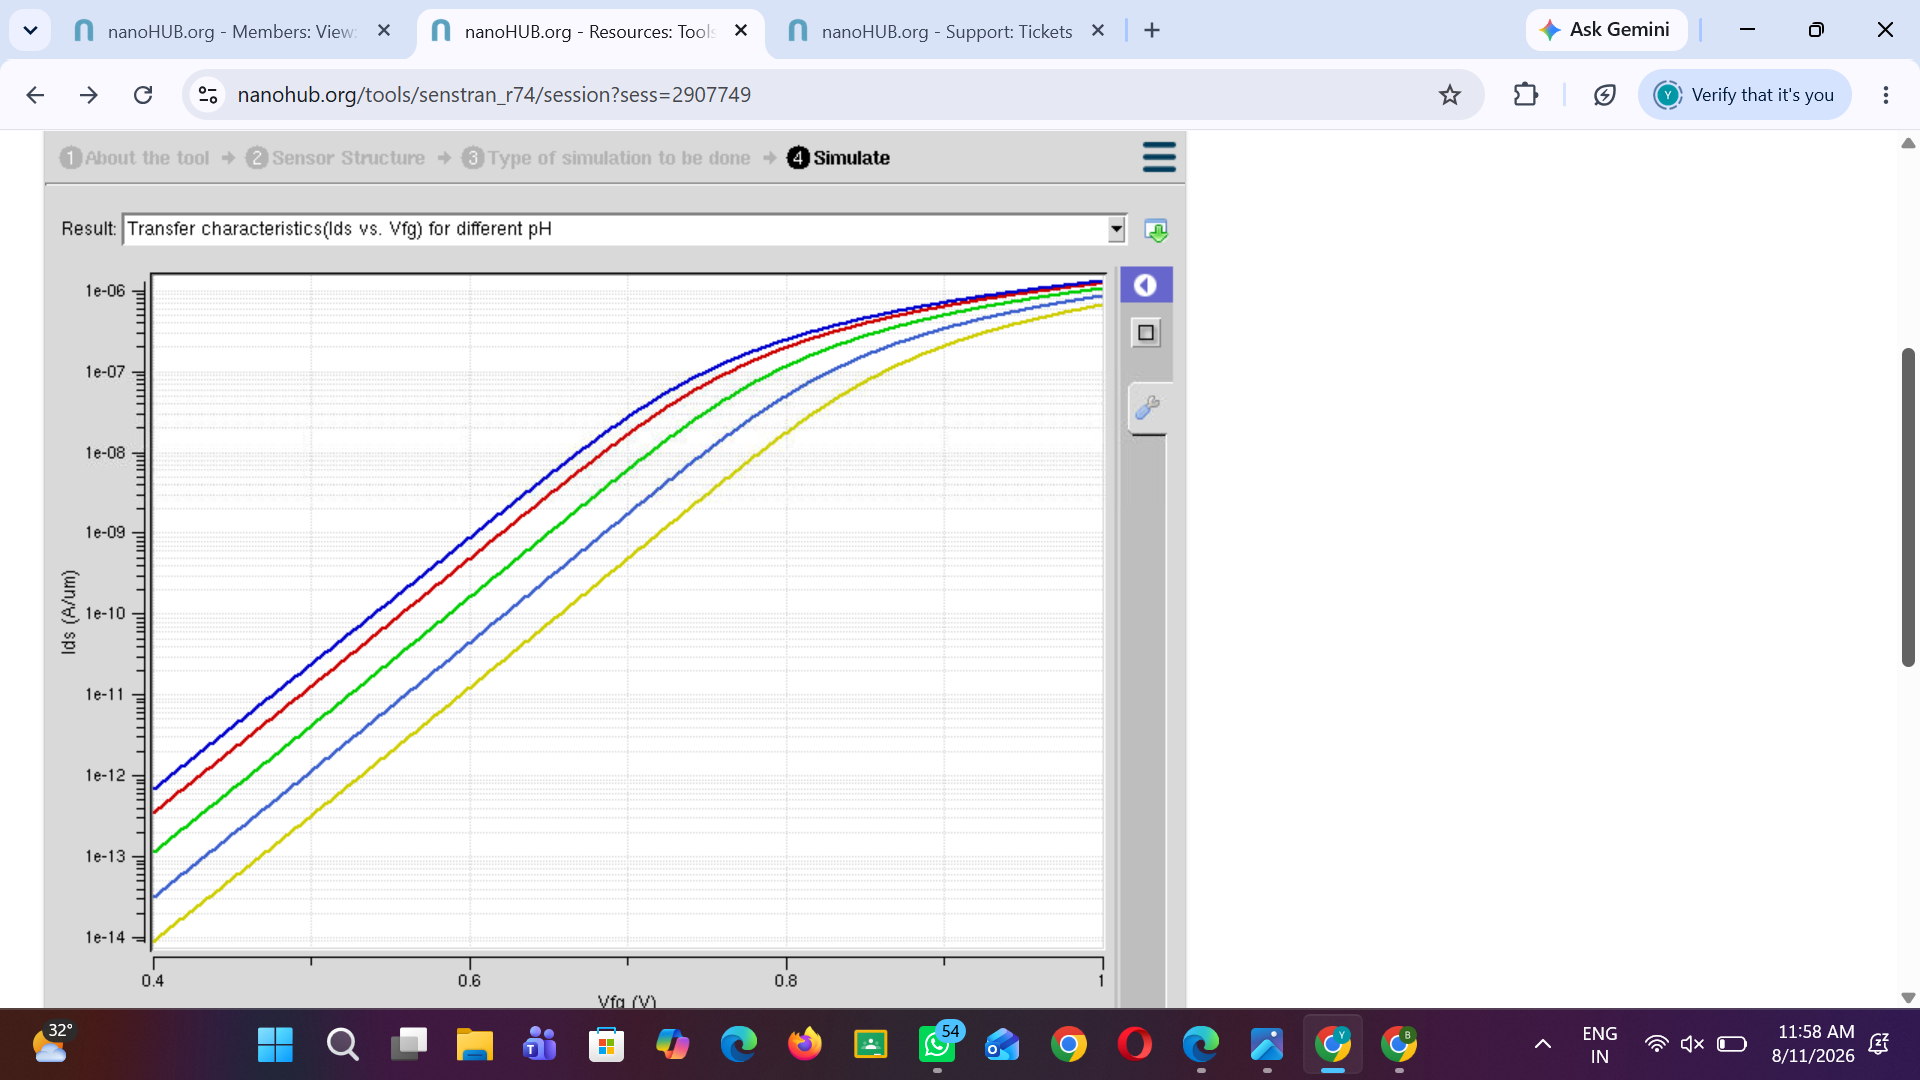 nanoHUB.org - Members: View:
nanoHUB.org - Resources: Tools
nanoHUB.org - Support: Tickets
Ask Gemini
nanohub.org/tools/senstran_r74/session?sess=2907749
Y
Verify that it's you
1 About the tool
2 Sensor Structure
3 Type of simulation to be done
4 Simulate
Result: Transfer characteristics(Ids vs. Vfg) for different pH
1e-06
1e-07
1e-08
1e-09
1e-10
1e-11
1e-12
1e-13
1e-14
Ids (A/um)
0.4
0.6
0.8
1
Vfg (V)
32°
54
Y
B
ENG
IN
11:58 AM
8/11/2026